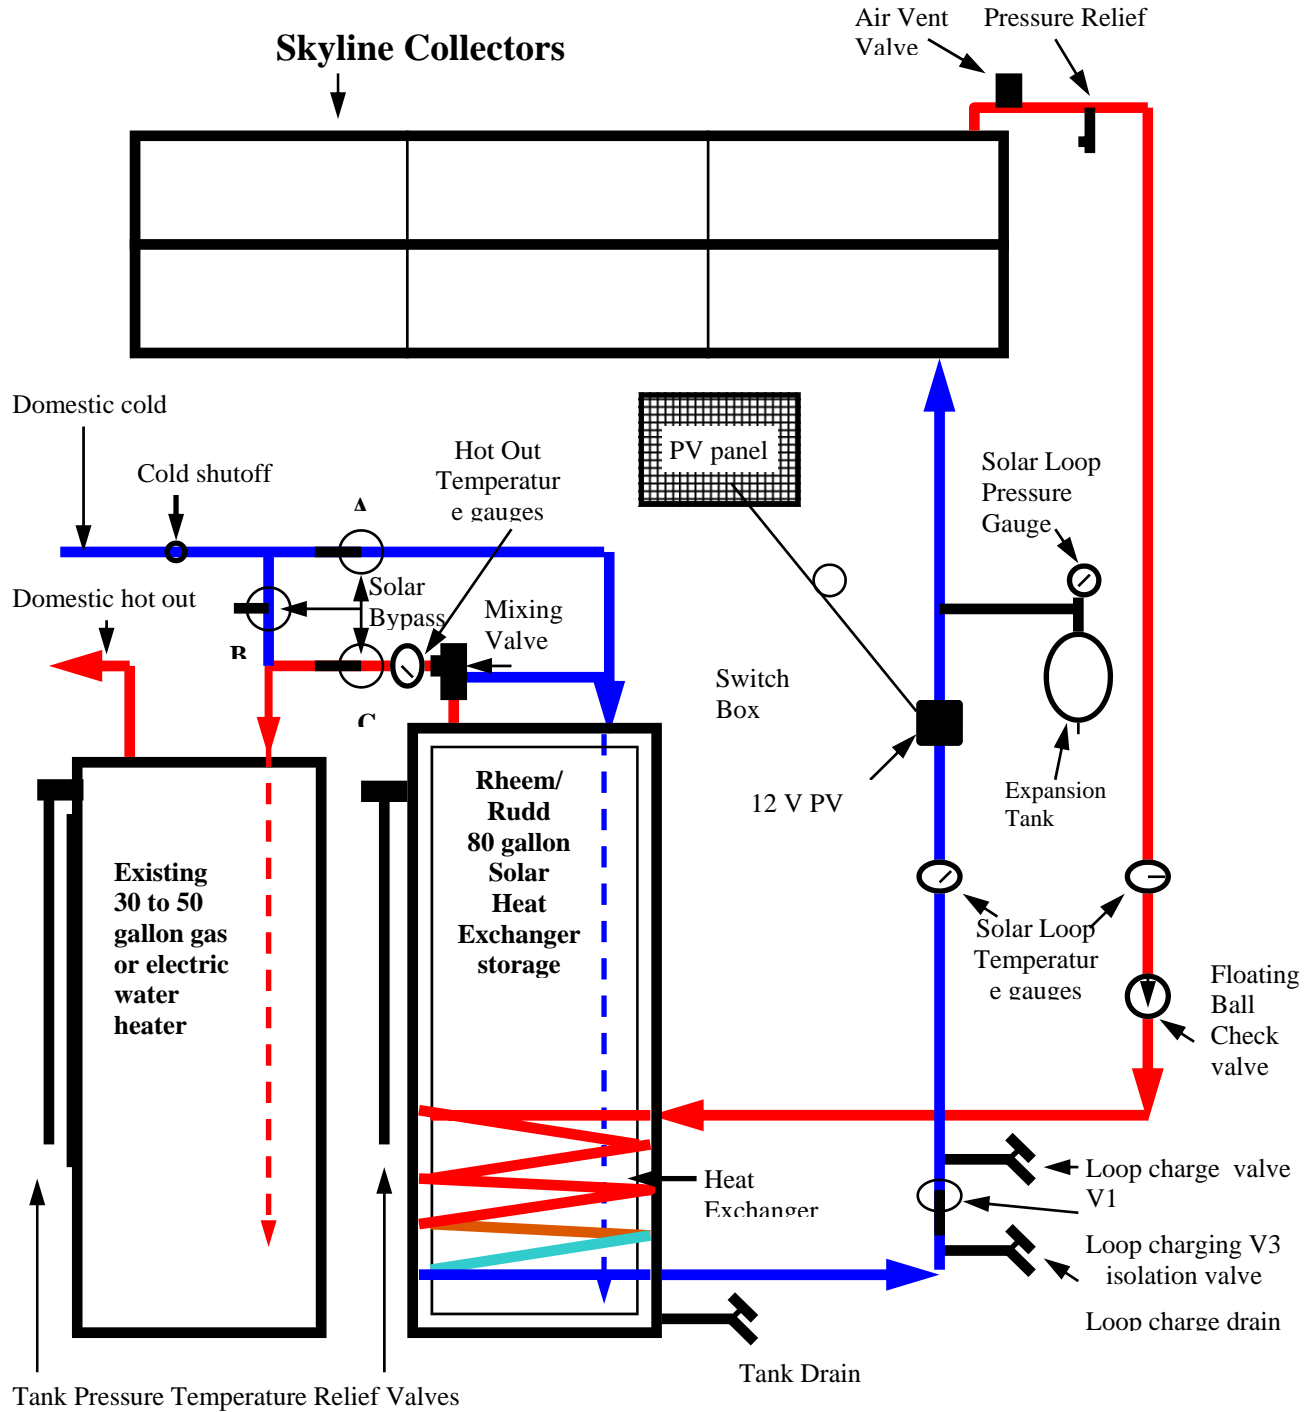 Air Vent
Valve
Pressure Relief
Skyline Collectors
Domestic cold
Cold shutoff
A
Hot Out
Temperatur
e gauges
PV panel
Solar Loop
Pressure
Gauge
Domestic hot out
Solar
Bypass
B
C
Mixing
Valve
Switch
Box
12 V PV
Expansion
Tank
Rheem/
Rudd
80 gallon
Solar
Heat
Exchanger
storage
Existing
30 to 50
gallon gas
or electric
water
heater
Solar Loop
Temperatur
e gauges
Floating
Ball
Check
valve
Heat
Exchanger
Loop charge valve
V1
Loop charging V3
isolation valve
Loop charge drain
Tank Drain
Tank Pressure Temperature Relief Valves